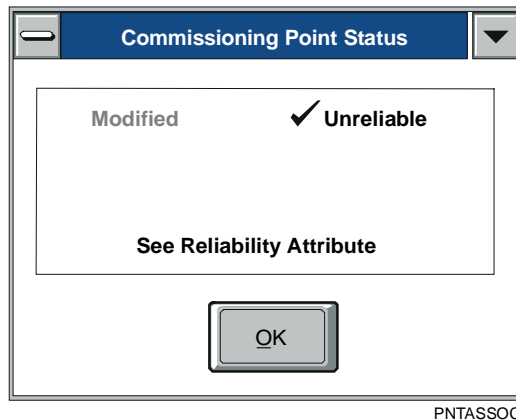 Commissioning Point Status
Modified ✓ Unreliable
See Reliability Attribute
OK
PNTASSOC